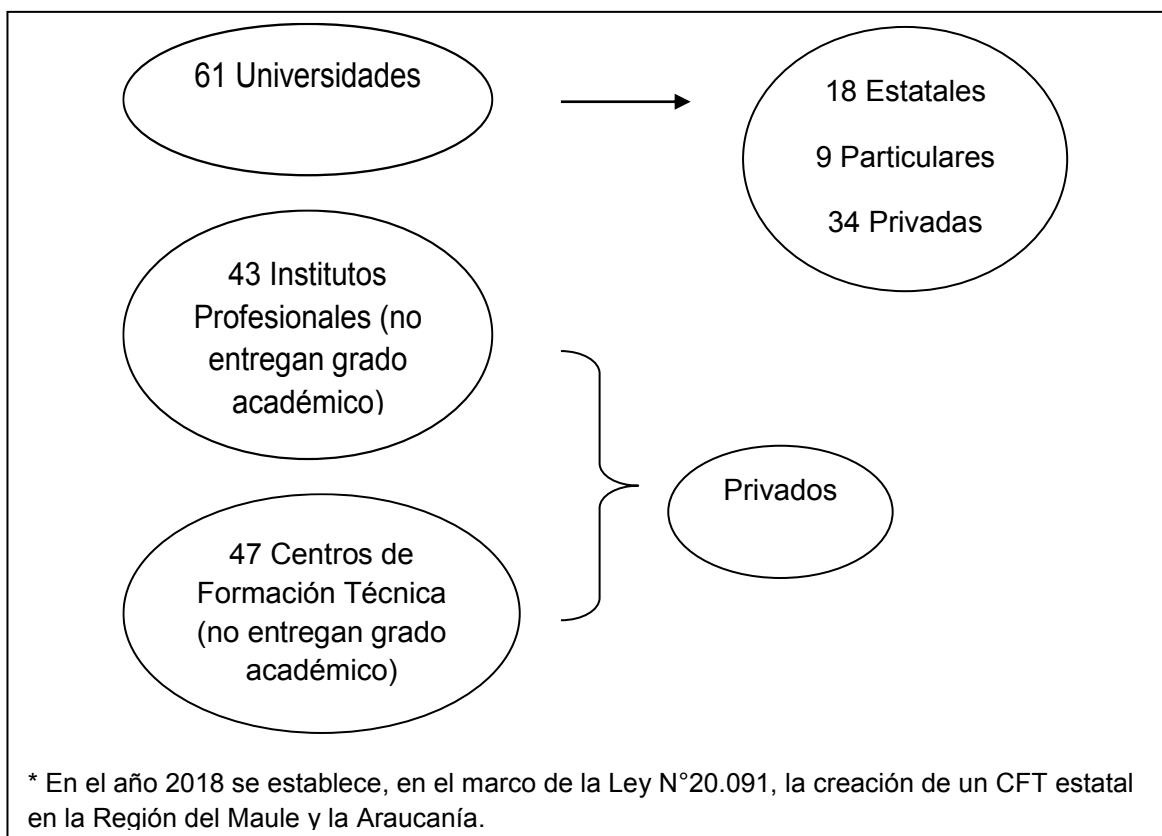 61 Universidades
18 Estatales
9 Particulares
34 Privadas
43 Institutos
Profesionales (no
entregan grado
académico)
Privados
47 Centros de
Formación Técnica
(no entregan grado
académico)
* En el año 2018 se establece, en el marco de la Ley N°20.091, la creación de un CFT estatal
en la Región del Maule y la Araucanía.